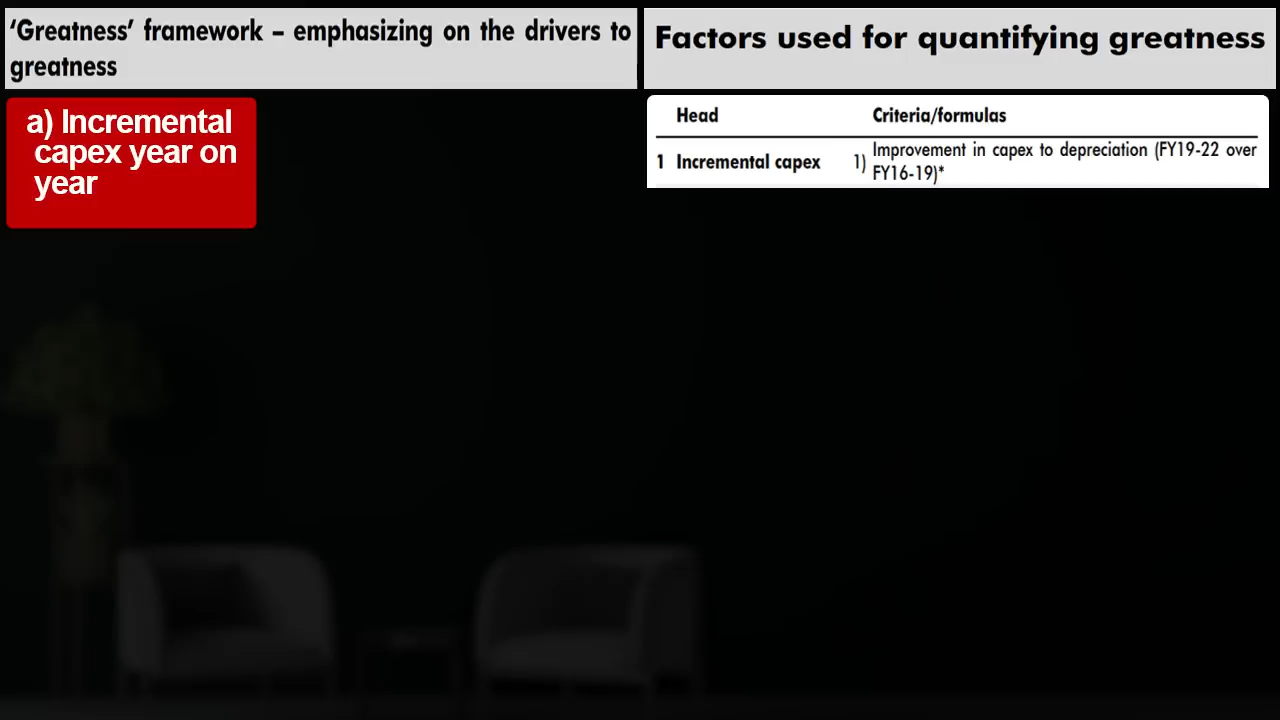 ‘Greatness’ framework – emphasizing on the drivers to
greatness
Factors used for quantifying greatness
a) Incremental
capex year on
year
Head Criteria/formulas
1 Incremental capex 1) Improvement in capex to depreciation (FY19-22 over
FY16-19)*